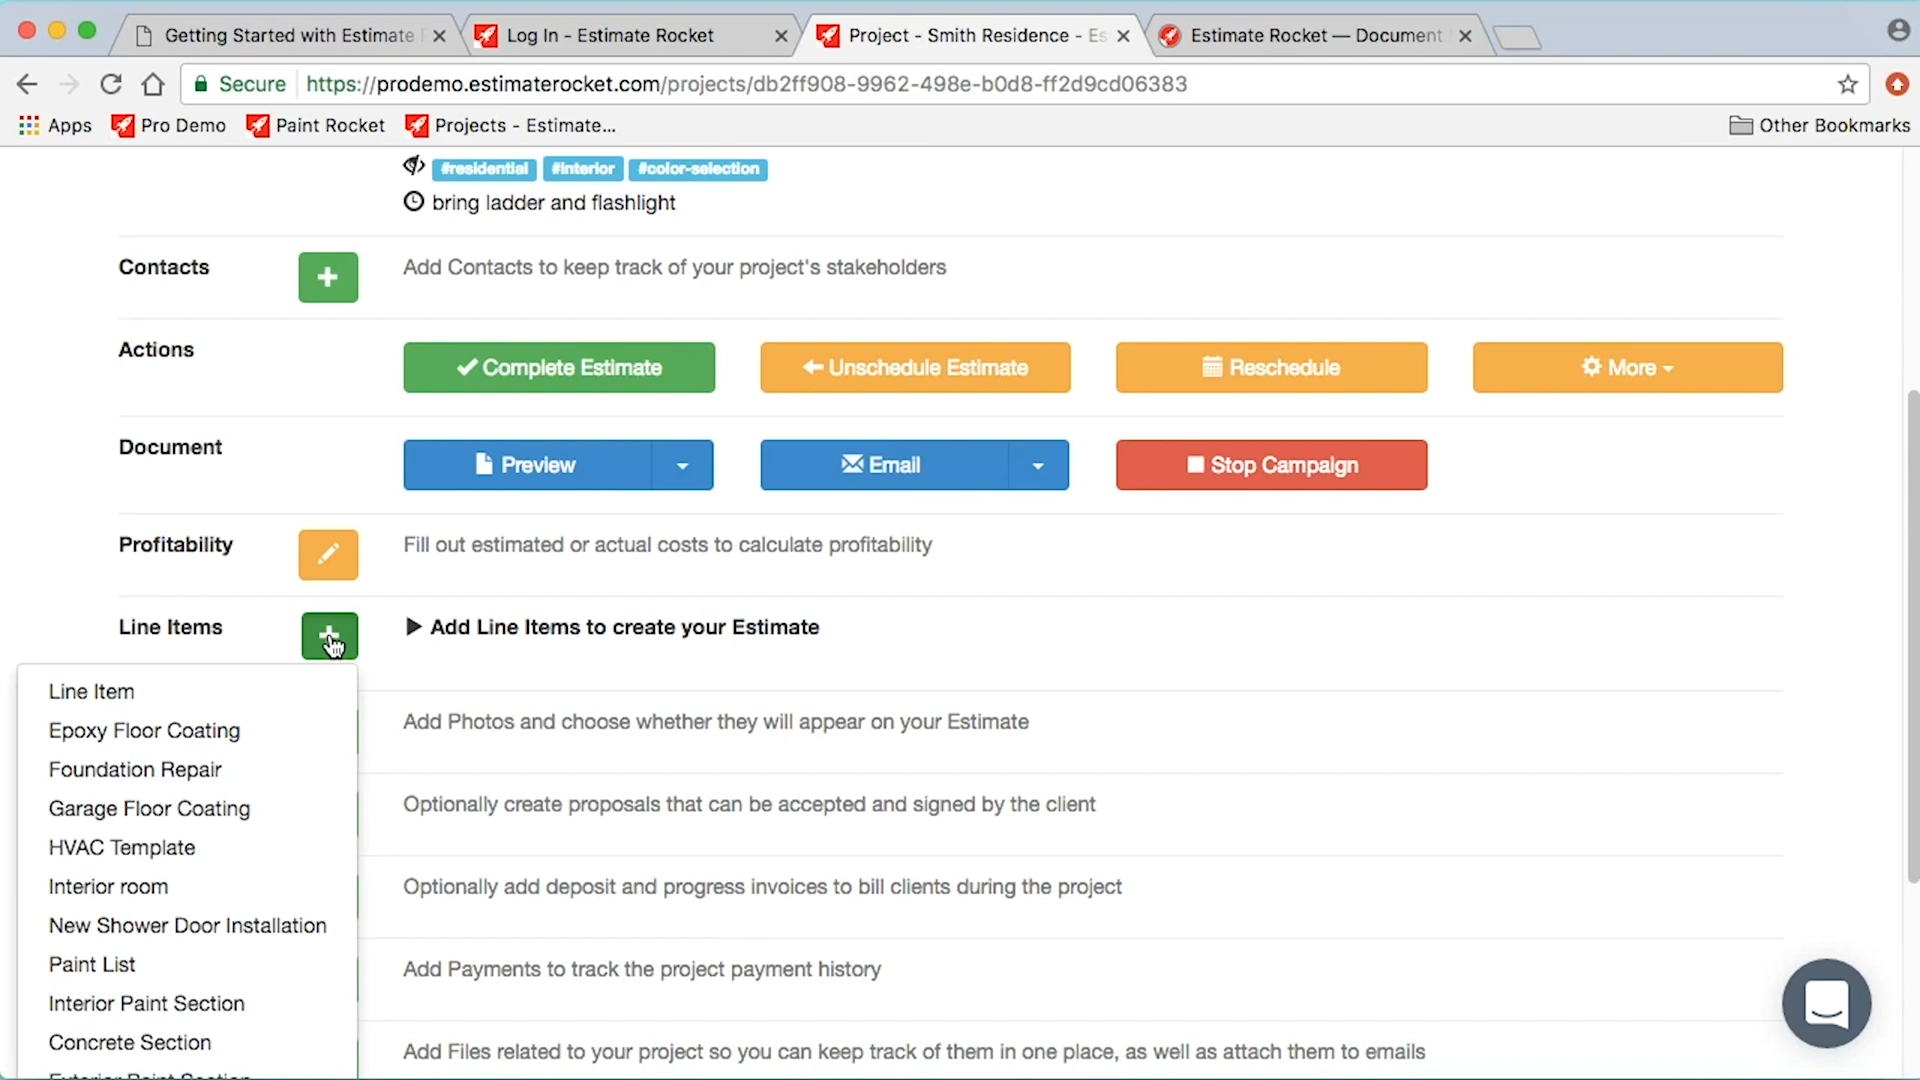 Getting Started with Estimate
Log In - Estimate Rocket
Project - Smith Residence - Es
Estimate Rocket — Document
Secure
https://prodemo.estimaterocket.com/projects/db2ff908-9962-498e-b0d8-ff2d9cd06383
Apps
Pro Demo
Paint Rocket
Projects - Estimate...
Other Bookmarks
#residential #interior #color-selection
bring ladder and flashlight
Contacts
Add Contacts to keep track of your project's stakeholders
Actions
Complete Estimate
Unschedule Estimate
Reschedule
More
Document
Preview
Email
Stop Campaign
Profitability
Fill out estimated or actual costs to calculate profitability
Line Items
Add Line Items to create your Estimate
Line Item
Epoxy Floor Coating
Foundation Repair
Garage Floor Coating
HVAC Template
Interior room
New Shower Door Installation
Paint List
Interior Paint Section
Concrete Section
Exterior Paint Section
Add Photos and choose whether they will appear on your Estimate
Optionally create proposals that can be accepted and signed by the client
Optionally add deposit and progress invoices to bill clients during the project
Add Payments to track the project payment history
Add Files related to your project so you can keep track of them in one place, as well as attach them to emails